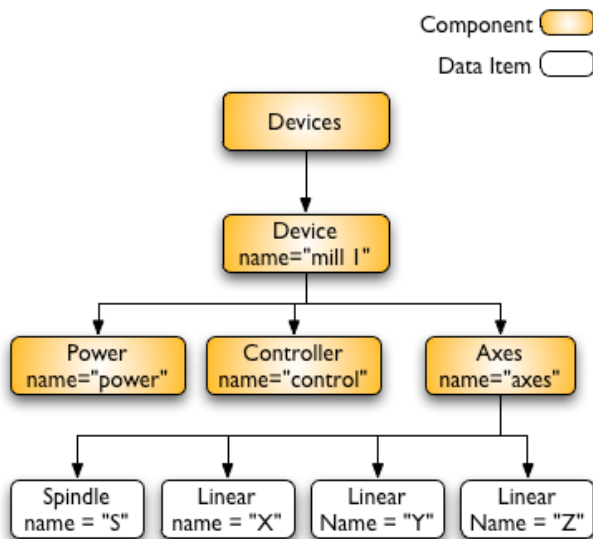 Component
Data Item
Devices
Device
name="mill 1"
Power
name="power"
Controller
name="control"
Axes
name="axes"
Spindle
name = "S"
Linear
name = "X"
Linear
Name = "Y"
Linear
Name = "Z"